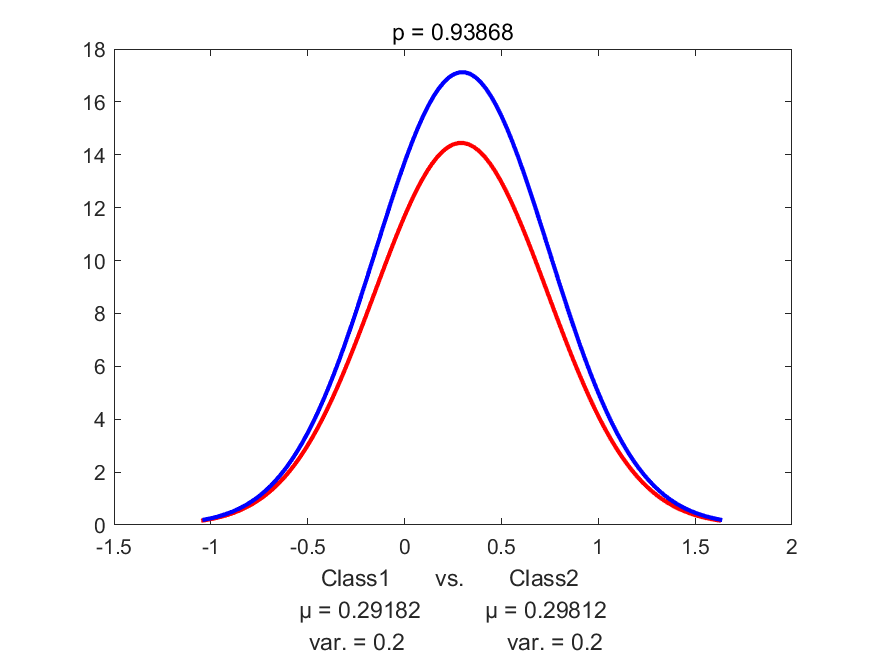 p = 0.93868
18
16
14
12
10
8
6
4
2
0
-1.5 -1 -0.5 0 0.5 1 1.5 2
Class1 vs. Class2
μ = 0.29182 μ = 0.29812
var. = 0.2 var. = 0.2